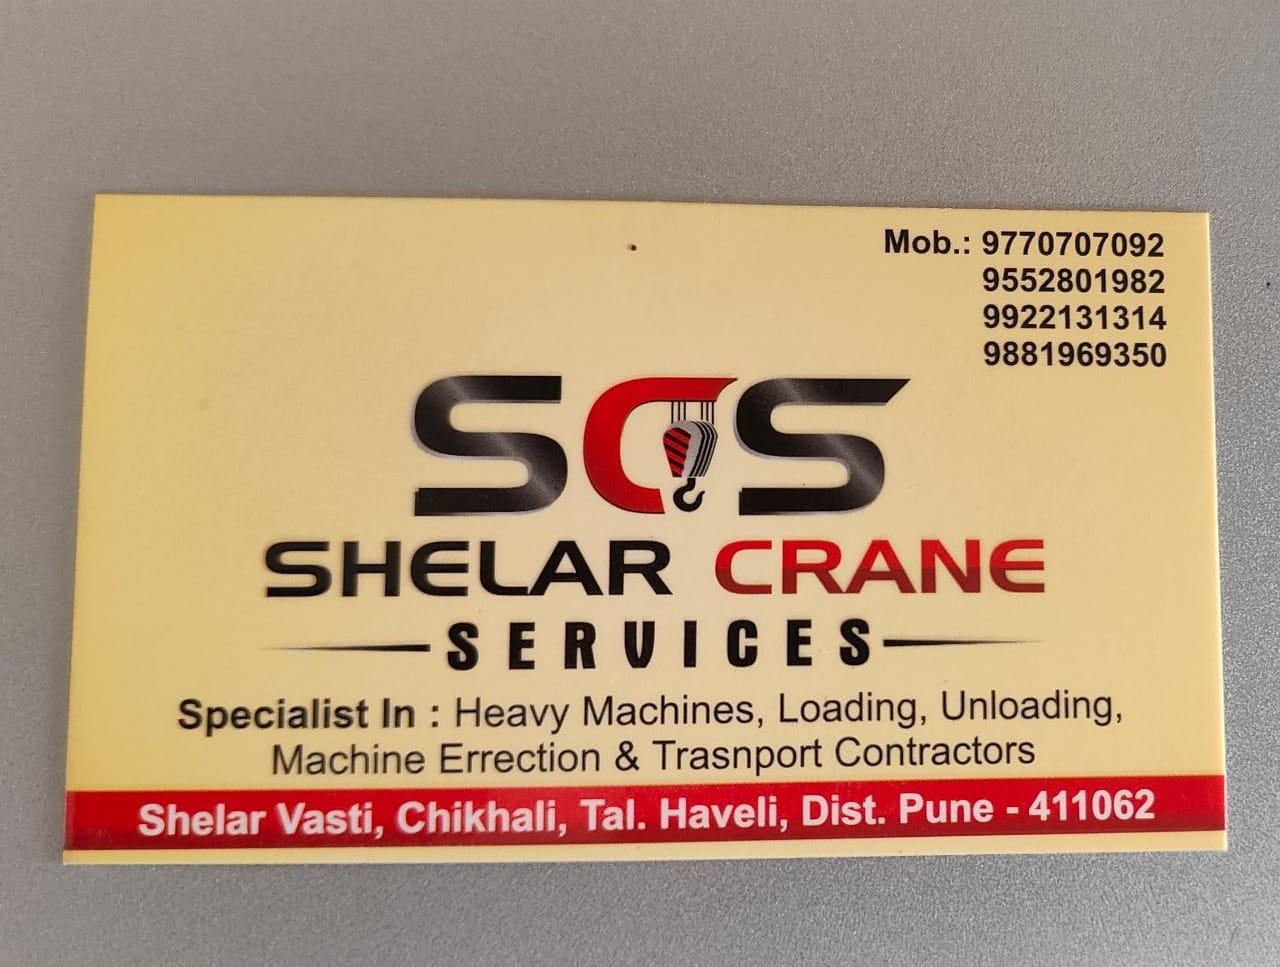 Mob.: 9770707092
9552801982
9922131314
9881969350
SCS
SHELAR CRANE
SERVICES
Specialist In : Heavy Machines, Loading, Unloading,
Machine Errection & Trasnport Contractors
Shelar Vasti, Chikhali, Tal. Haveli, Dist. Pune - 411062